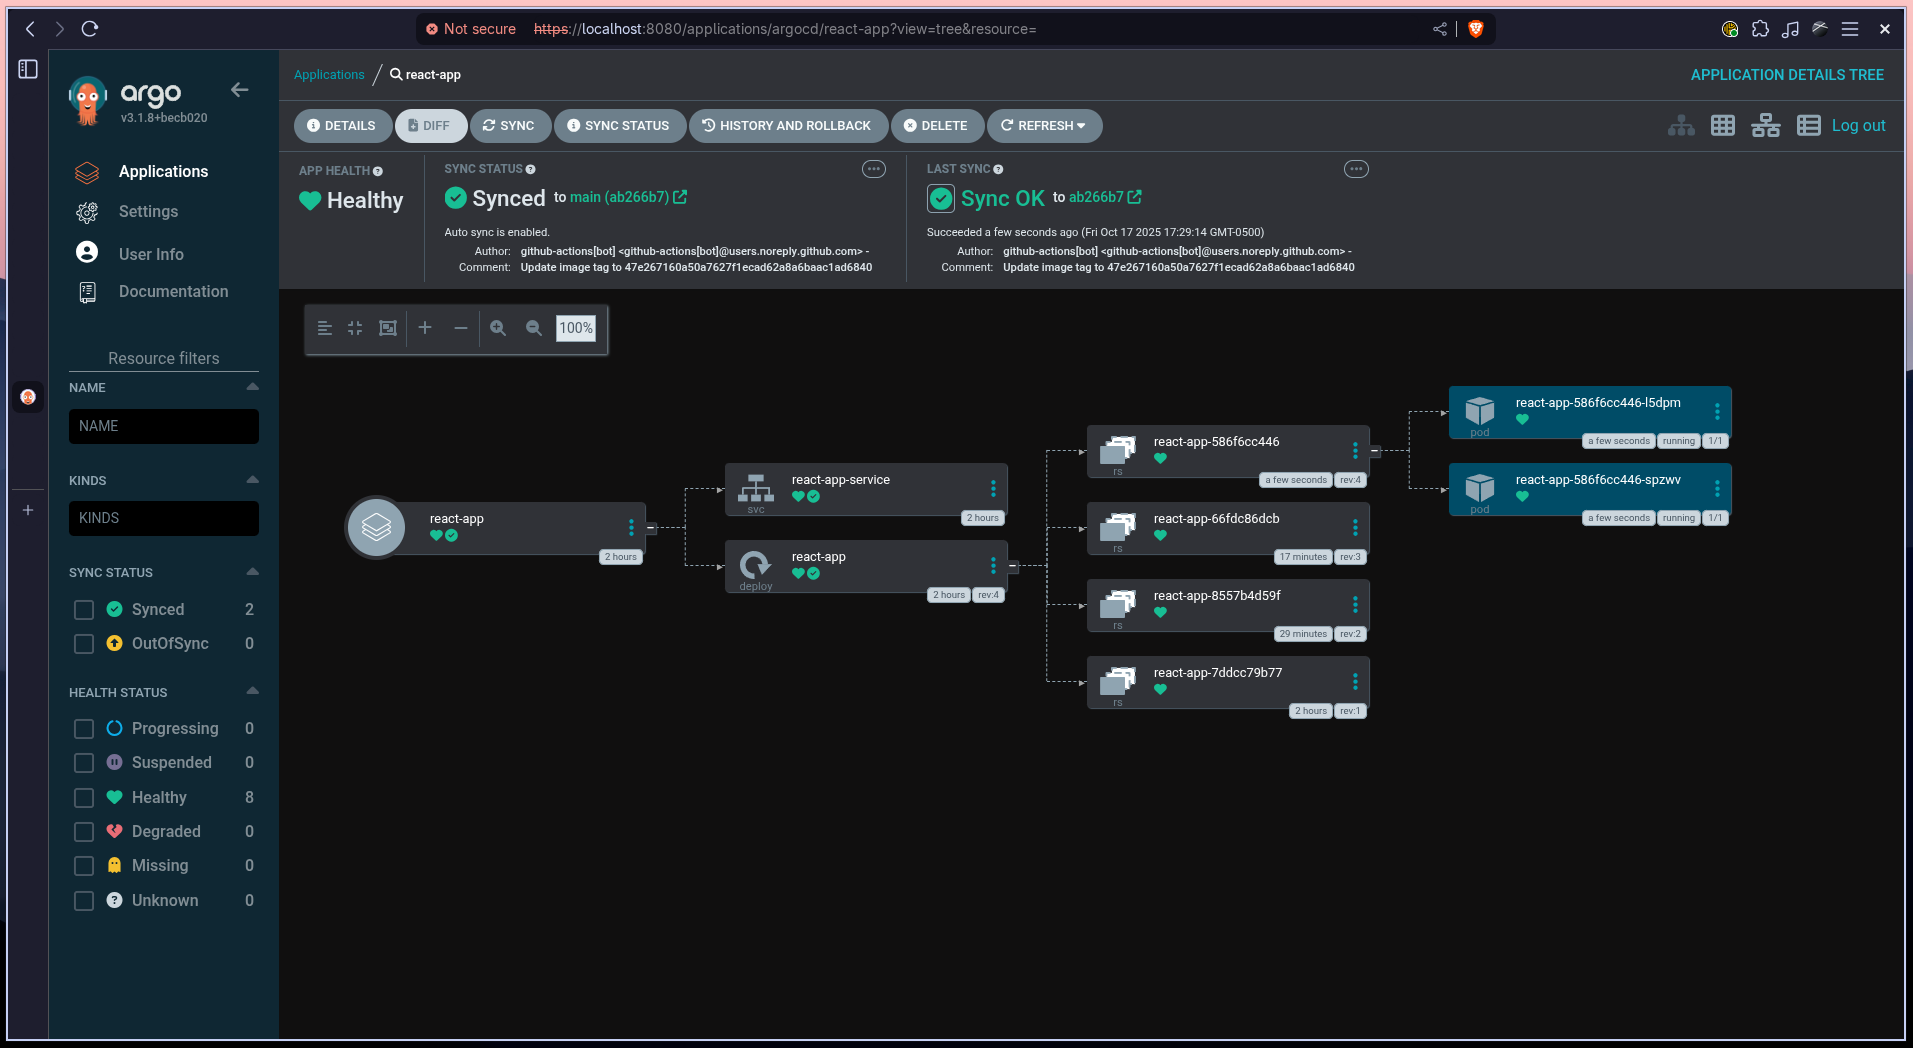 Not secure https://localhost:8080/applications/argocd/react-app?view=tree&resource=
argo
v3.1.8+becb020
Applications
Settings
User Info
Documentation
Resource filters
NAME
NAME
KINDS
KINDS
SYNC STATUS
Synced 2
OutOfSync 0
HEALTH STATUS
Progressing 0
Suspended 0
Healthy 8
Degraded 0
Missing 0
Unknown 0
Applications / react-app
APPLICATION DETAILS TREE
DETAILS DIFF SYNC SYNC STATUS HISTORY AND ROLLBACK DELETE REFRESH
Log out
APP HEALTH
Healthy
SYNC STATUS
Synced to main (ab266b7)
Auto sync is enabled.
Author: github-actions[bot] <github-actions[bot]@users.noreply.github.com> -
Comment: Update image tag to 47e267160a50a7627f1ecad62a8a6baac1ad6840
LAST SYNC
Sync OK to ab266b7
Succeeded a few seconds ago (Fri Oct 17 2025 17:29:14 GMT-0500)
Author: github-actions[bot] <github-actions[bot]@users.noreply.github.com> -
Comment: Update image tag to 47e267160a50a7627f1ecad62a8a6baac1ad6840
100%
react-app
2 hours
react-app-service
svc
2 hours
react-app
deploy
2 hours rev:4
react-app-586f6cc446
rs
a few seconds rev:4
react-app-66fdc86dcb
rs
17 minutes rev:3
react-app-8557b4d59f
rs
29 minutes rev:2
react-app-7ddcc79b77
rs
2 hours rev:1
react-app-586f6cc446-l5dpm
pod
a few seconds running 1/1
react-app-586f6cc446-spzwv
pod
a few seconds running 1/1